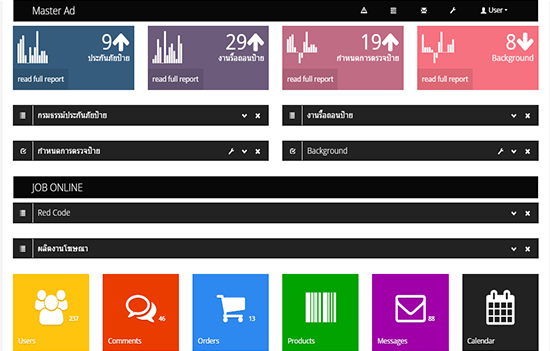 Master Ad
User
9
ประกันภัยป้าย
read full report
29
งานรื้อถอนป้าย
read full report
19
กำหนดการตรวจป้าย
read full report
8
Background
read full report
กรมธรรม์ประกันภัยป้าย
งานรื้อถอนป้าย
กำหนดการตรวจป้าย
Background
JOB ONLINE
Red Code
ผลิตงานโฆษณา
237
Users
46
Comments
13
Orders
Products
88
Messages
Calendar